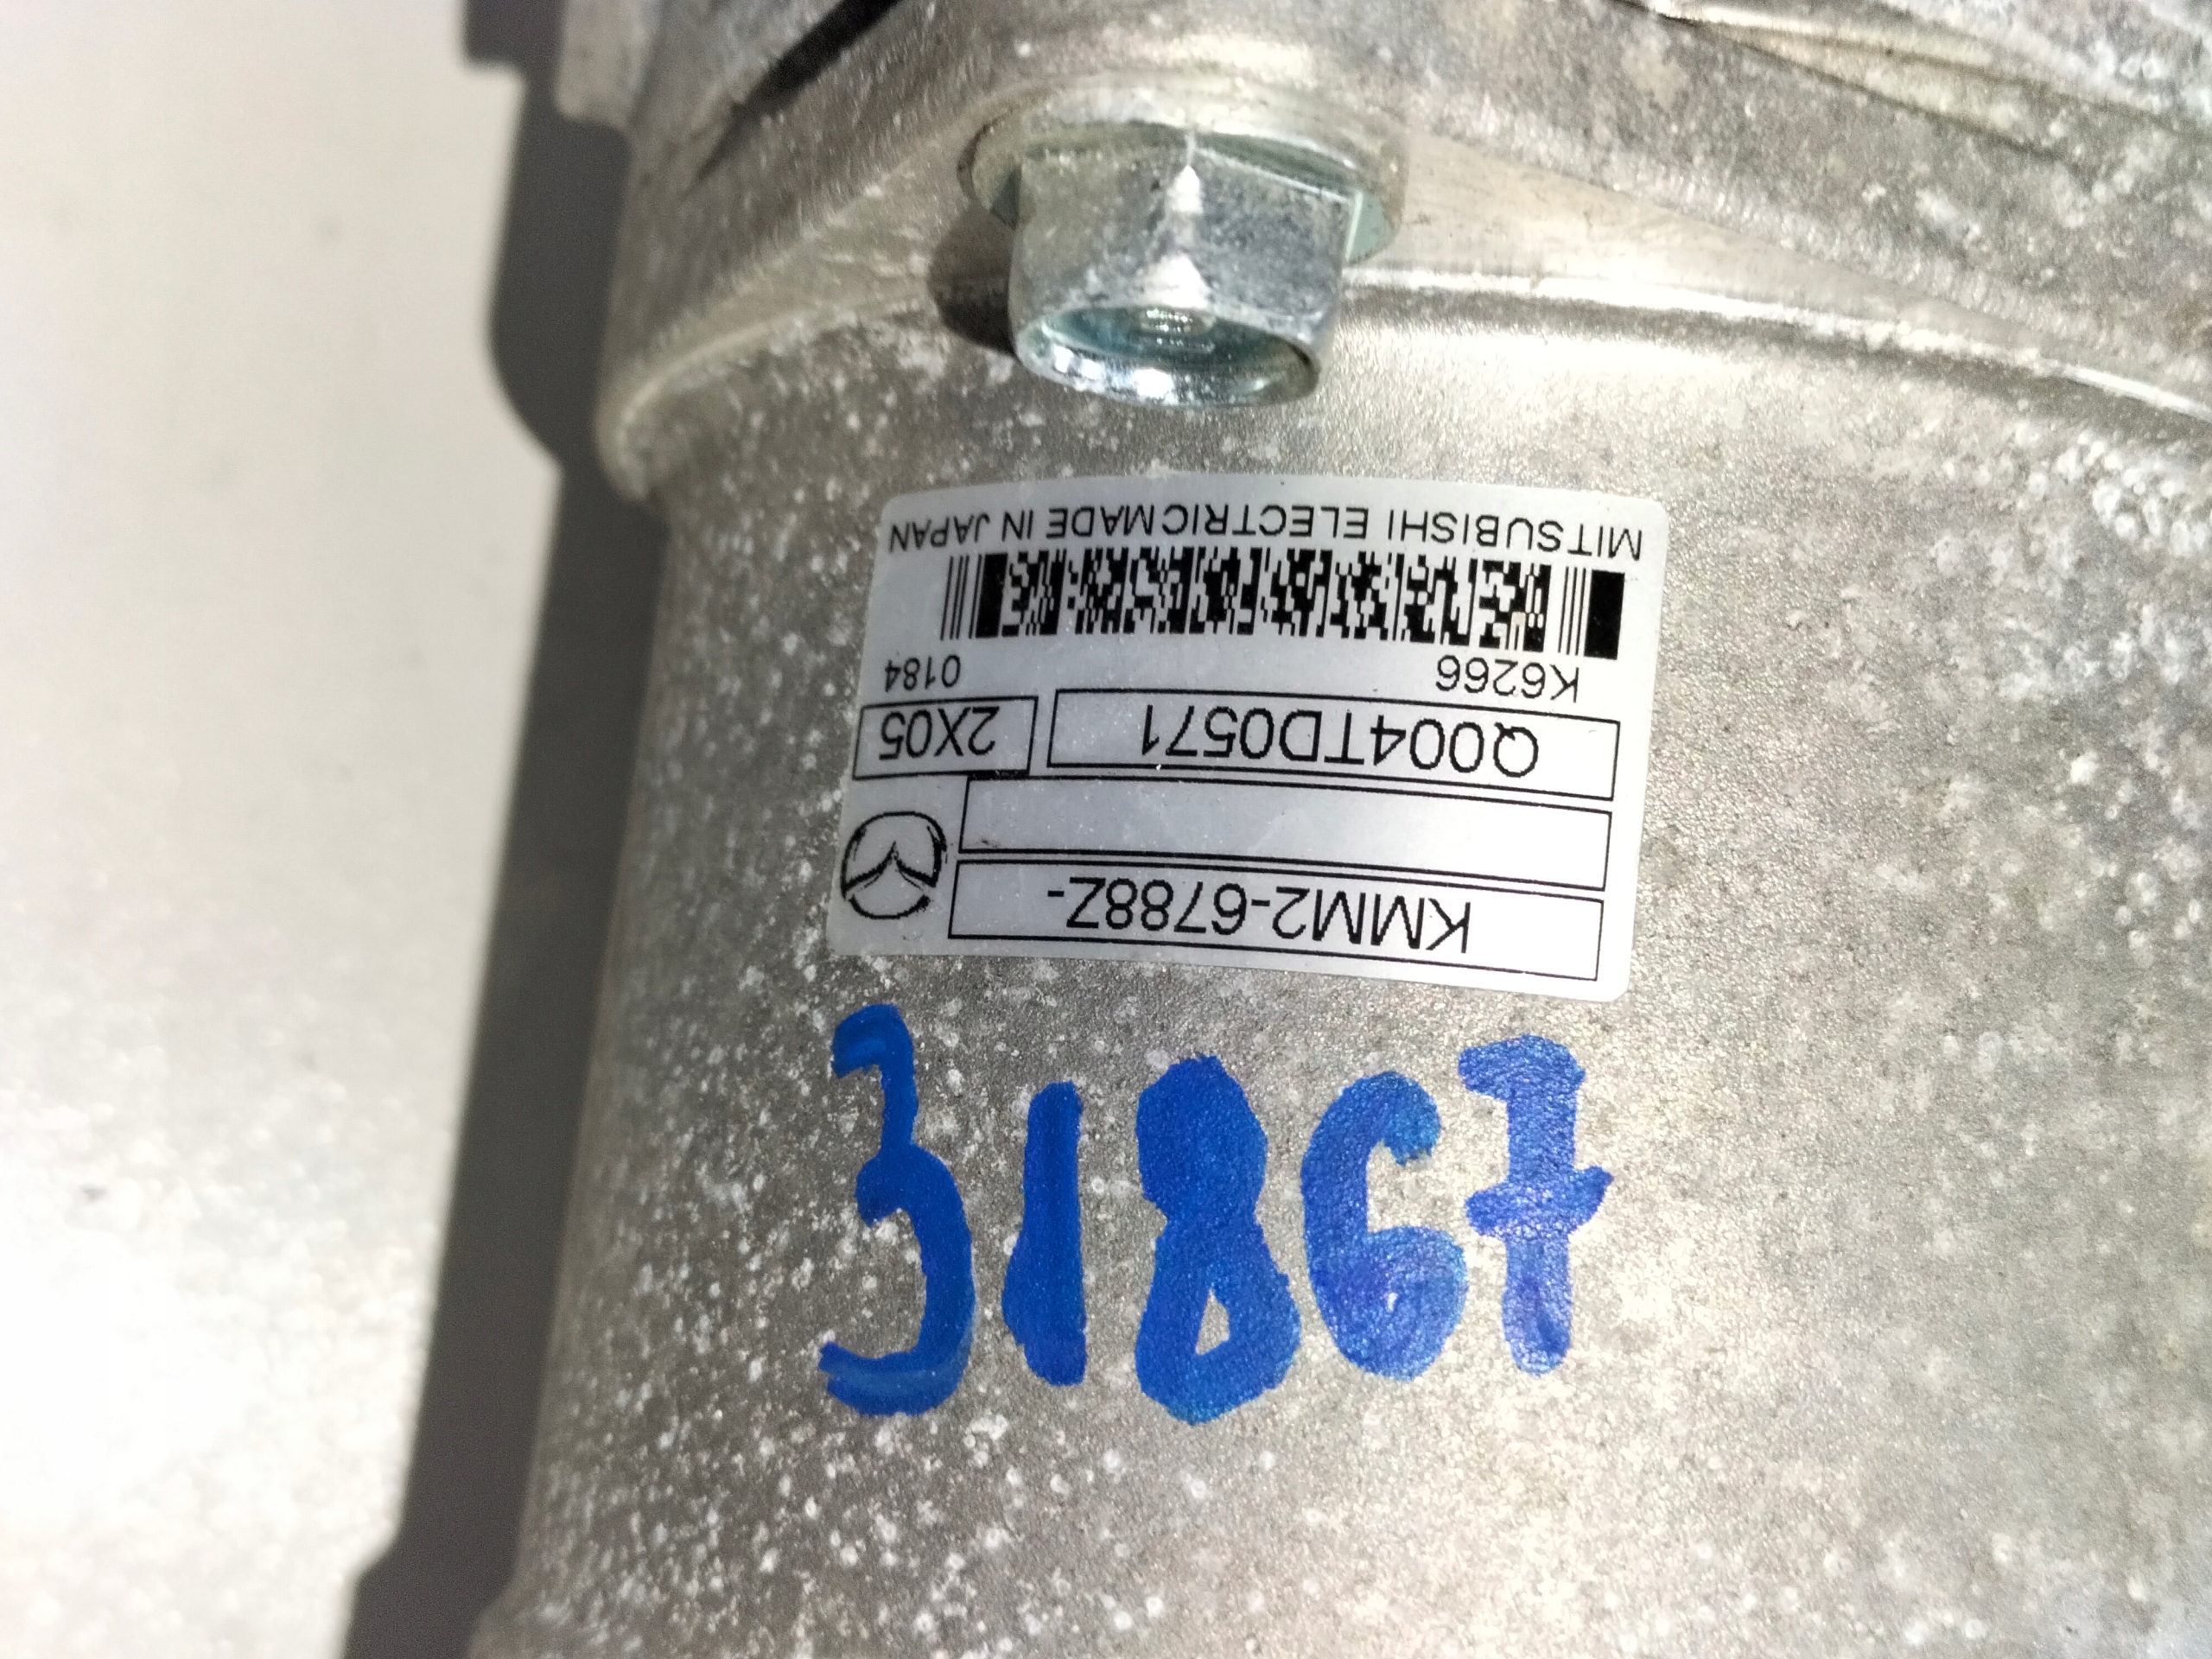 KMM2-6788Z-
Q004TD0571 2X05
K6266 0184
MITSUBISHI ELECTRIC MADE IN JAPAN
31867